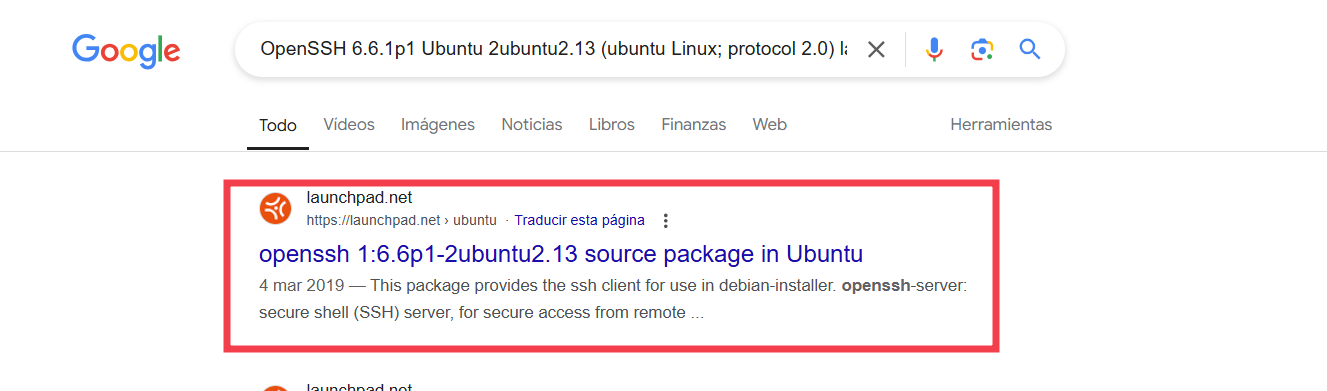 Google
OpenSSH 6.6.1p1 Ubuntu 2ubuntu2.13 (ubuntu Linux; protocol 2.0)
Todo Vídeos Imágenes Noticias Libros Finanzas Web Herramientas
launchpad.net
https://launchpad.net › ubuntu · Traducir esta página
openssh 1:6.6p1-2ubuntu2.13 source package in Ubuntu
4 mar 2019 — This package provides the ssh client for use in debian-installer. openssh-server:
secure shell (SSH) server, for secure access from remote ...
launchpad.net